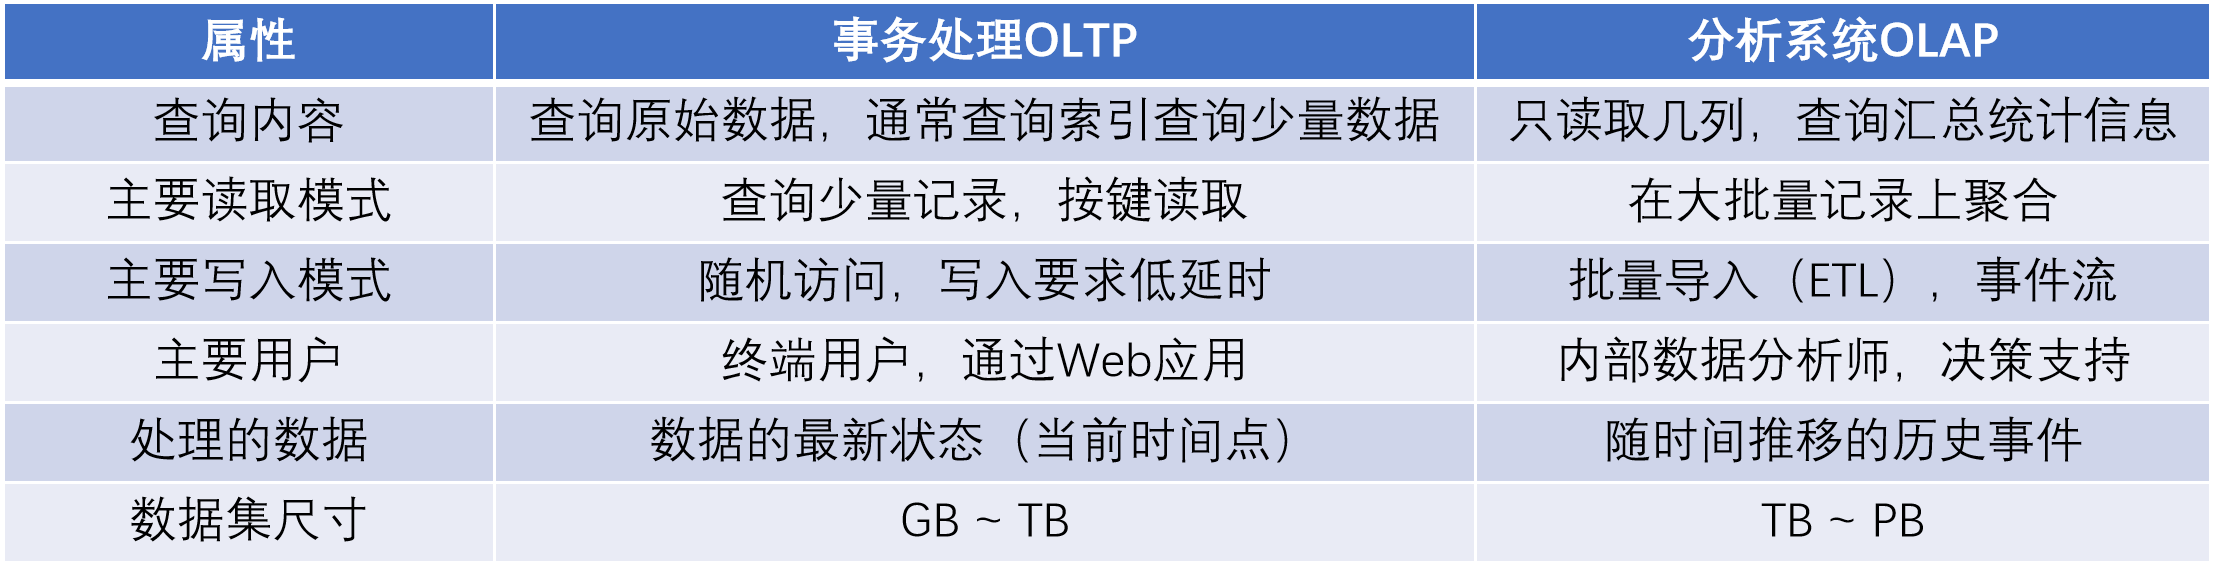 属性 事务处理OLTP 分析系统OLAP
查询内容 查询原始数据，通常查询索引查询少量数据 只读取几列，查询汇总统计信息
主要读取模式 查询少量记录，按键读取 在大批量记录上聚合
主要写入模式 随机访问，写入要求低延时 批量导入（ETL），事件流
主要用户 终端用户，通过Web应用 内部数据分析师，决策支持
处理的数据 数据的最新状态（当前时间点） 随时间推移的历史事件
数据集尺寸 GB ~ TB TB ~ PB